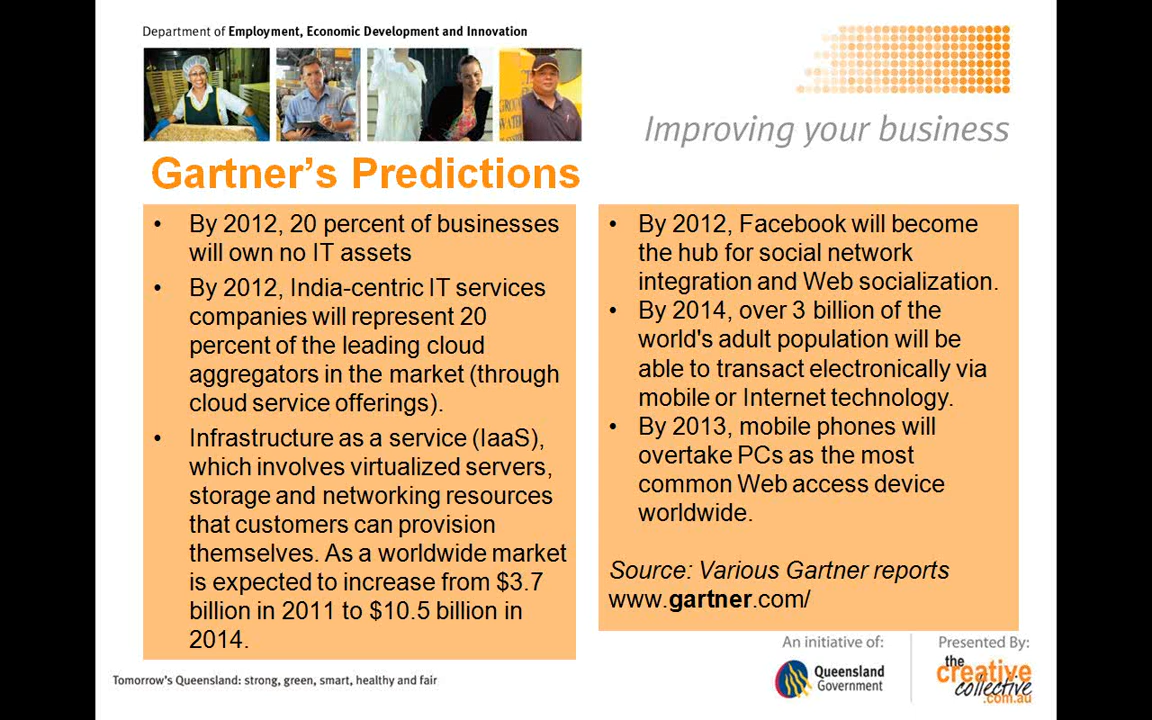 Department of Employment, Economic Development and Innovation
Improving your business
Gartner's Predictions
• By 2012, 20 percent of businesses
will own no IT assets
• By 2012, India-centric IT services
companies will represent 20
percent of the leading cloud
aggregators in the market (through
cloud service offerings).
• Infrastructure as a service (IaaS),
which involves virtualized servers,
storage and networking resources
that customers can provision
themselves. As a worldwide market
is expected to increase from $3.7
billion in 2011 to $10.5 billion in
2014.
• By 2012, Facebook will become
the hub for social network
integration and Web socialization.
• By 2014, over 3 billion of the
world's adult population will be
able to transact electronically via
mobile or Internet technology.
• By 2013, mobile phones will
overtake PCs as the most
common Web access device
worldwide.
Source: Various Gartner reports
www.gartner.com/
An initiative of:
Queensland
Government
Presented By:
the
creative
collective
.com.au
Tomorrow's Queensland: strong, green, smart, healthy and fair